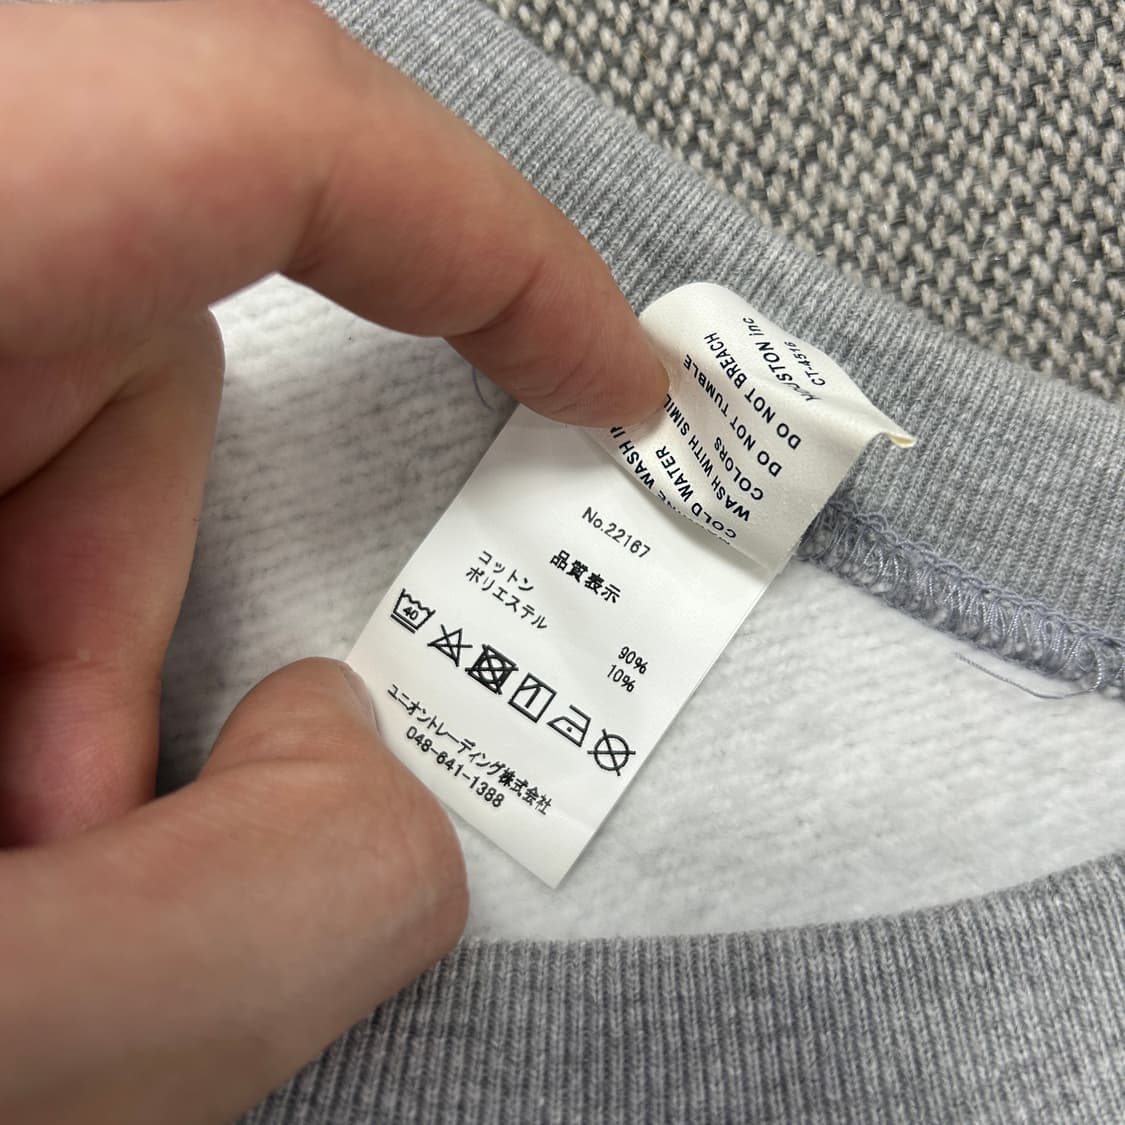 COLD WATER
WASH WITH
COLORS
DO NOT TUMBLE
DO NOT BREACH
HOUSTON inc
CT-4516
No.22167
品質表示
コットン 90%
ポリエステル 10%
40
ユニオントレーディング株式会社
048-641-1388